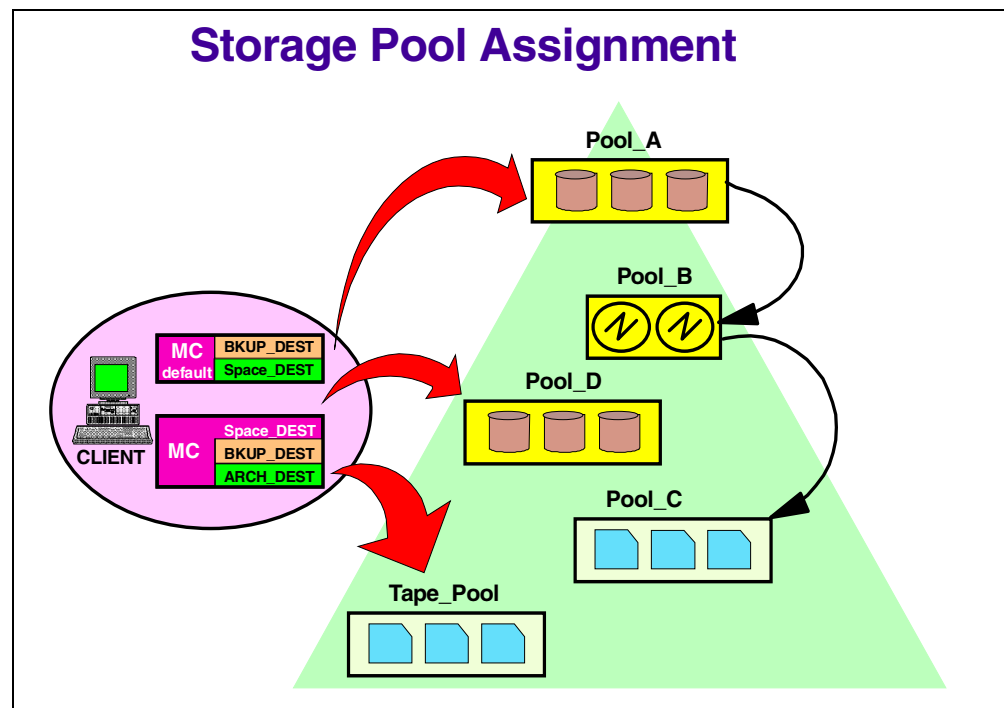 Storage Pool Assignment
Pool_A
Pool_B
MC
default
BKUP_DEST
Space_DEST
Pool_D
CLIENT
MC
Space_DEST
BKUP_DEST
ARCH_DEST
Pool_C
Tape_Pool